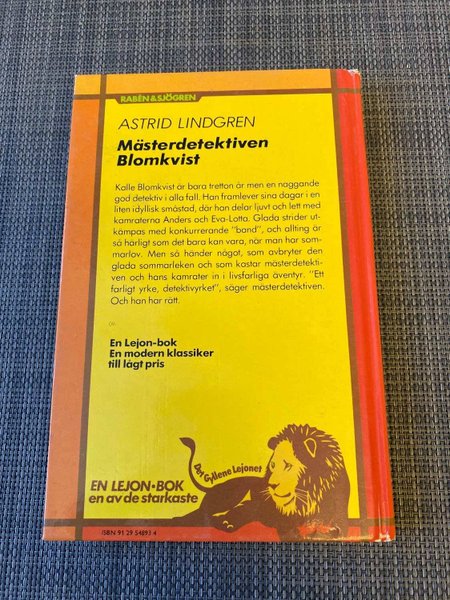 RABÉN & SJÖGREN
ASTRID LINDGREN
Mästerdetektiven
Blomkvist
Kalle Blomkvist är bara tretton år men en naggande
god detektiv i alla fall. Han framlever sina dagar i en
liten idyllisk småstad, där han delar ljuvt och lett med
kamraterna Anders och Eva-Lotta. Glada strider ut-
kämpas med konkurrerande "band", och allting är
så härligt som det bara kan vara, när man har som-
marlov. Men så händer något, som avbryter den
glada sommarleken och som kastar mästerdetekti-
ven och hans kamrater in i livsfarliga äventyr. "Ett
farligt yrke, detektivyrket", säger mästerdetektiven.
Och han har rätt.
En Lejon-bok
En modern klassiker
till lågt pris
Det Gyllene Lejonet
EN LEJON•BOK
en av de starkaste
ISBN 91 29 54893 4